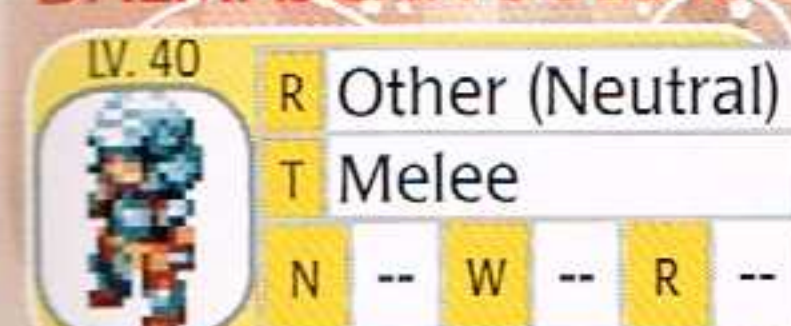 LV. 40
R Other (Neutral)
T Melee
N -- W -- R --